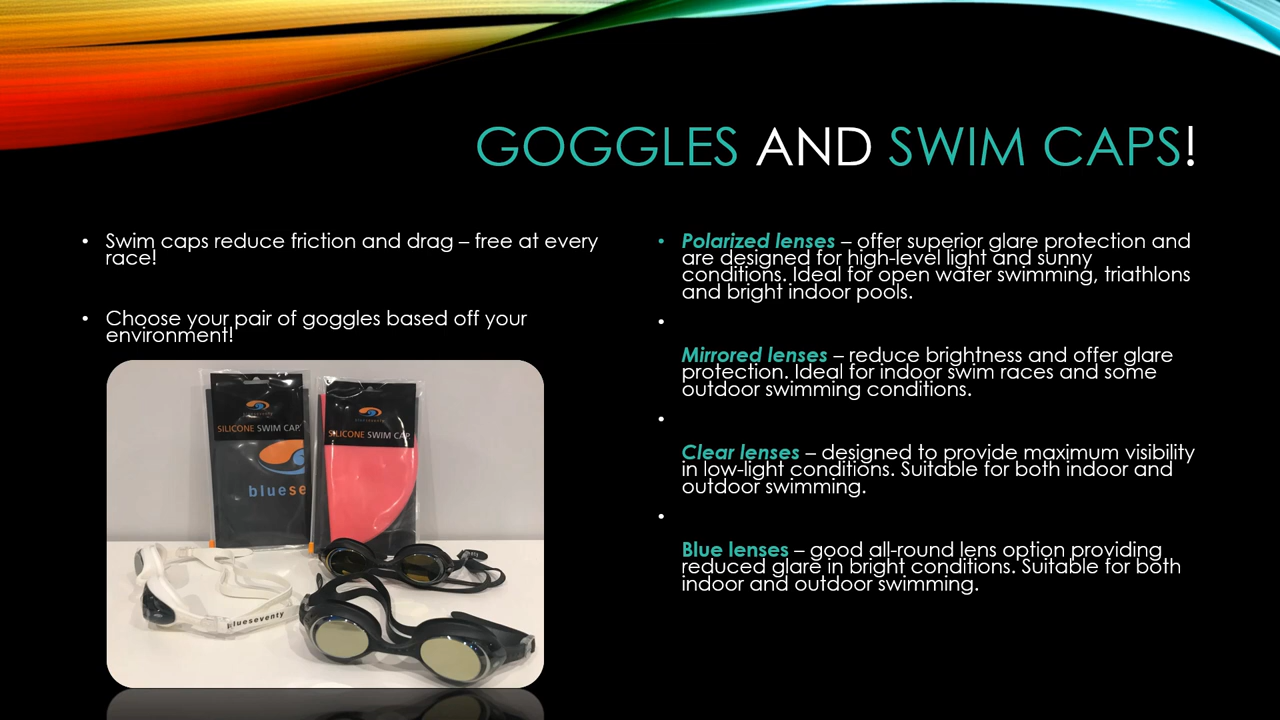 GOGGLES AND SWIM CAPS!
• Swim caps reduce friction and drag – free at every
race!
• Choose your pair of goggles based off your
environment!
blueseventy
SILICONE SWIM CAP
bluese
blueseventy
SILICONE SWIM CAP
blueseventy
• Polarized lenses – offer superior glare protection and
are designed for high-level light and sunny
conditions. Ideal for open water swimming, triathlons
and bright indoor pools.
•
Mirrored lenses – reduce brightness and offer glare
protection. Ideal for indoor swim races and some
outdoor swimming conditions.
•
Clear lenses – designed to provide maximum visibility
in low-light conditions. Suitable for both indoor and
outdoor swimming.
•
Blue lenses – good all-round lens option providing
reduced glare in bright conditions. Suitable for both
indoor and outdoor swimming.